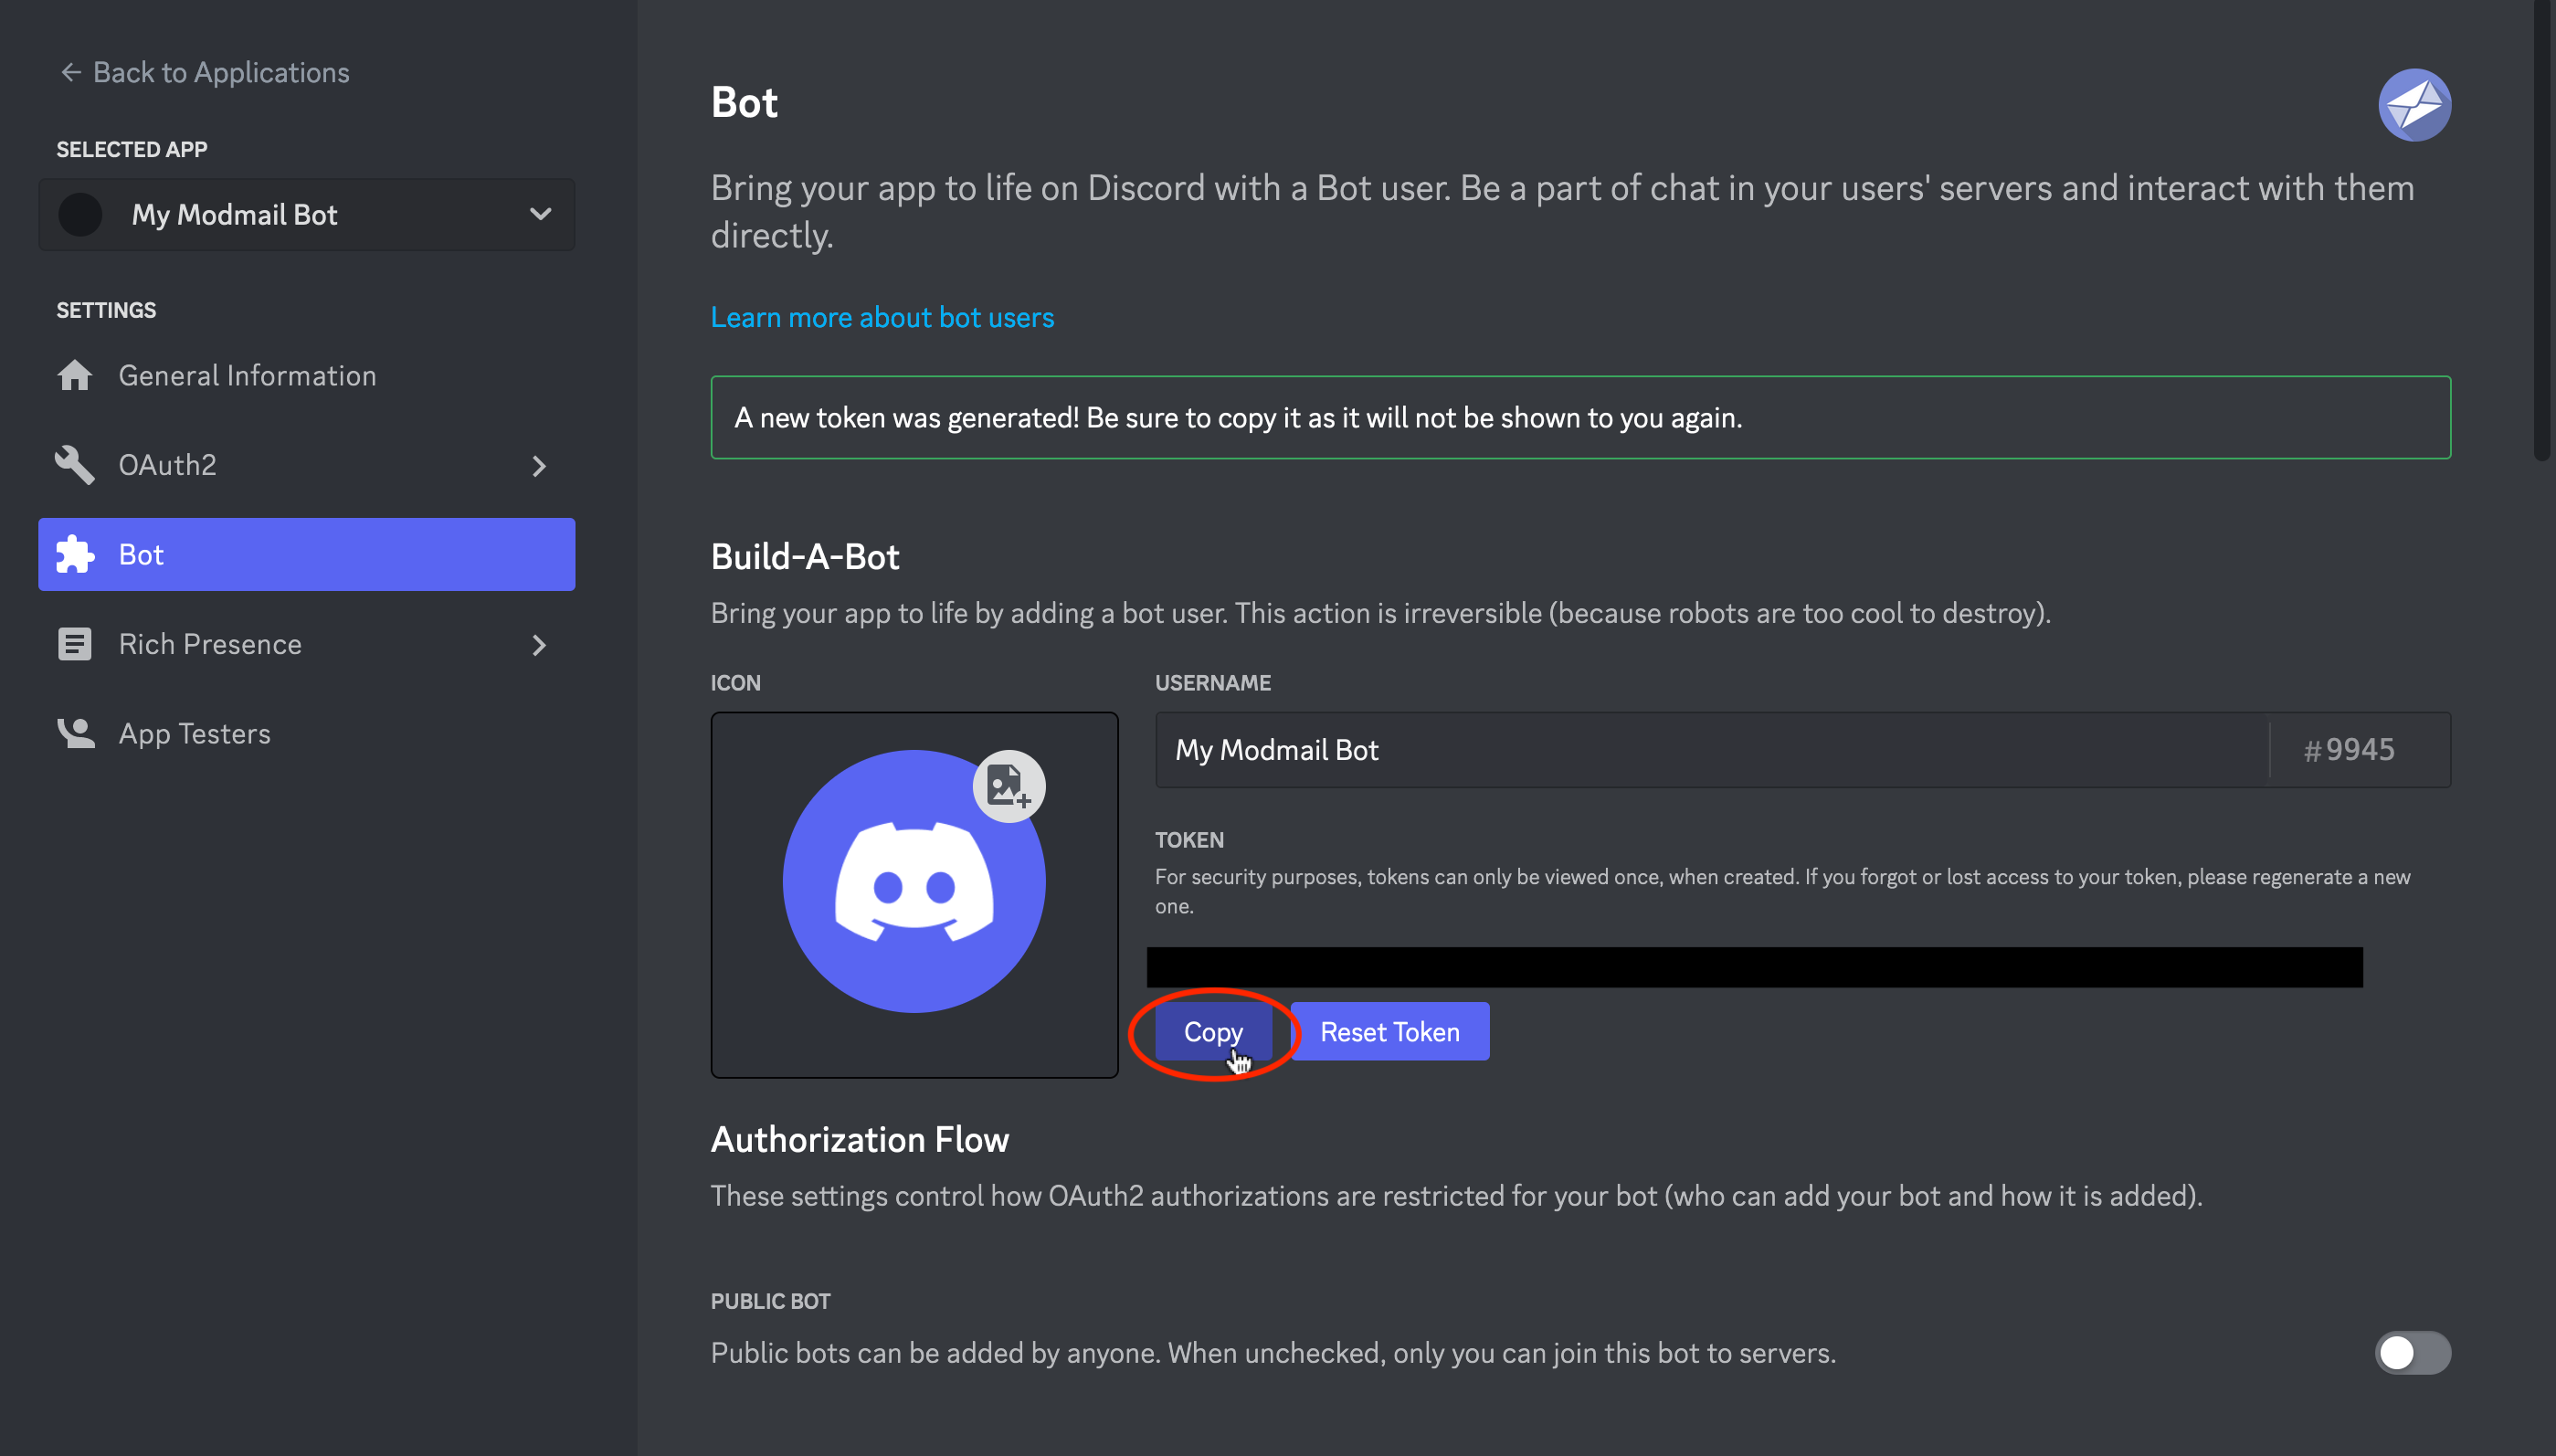 ← Back to Applications
SELECTED APP
My Modmail Bot
SETTINGS
General Information
OAuth2
Bot
Rich Presence
App Testers
Bot
Bring your app to life on Discord with a Bot user. Be a part of chat in your users' servers and interact with them
directly.
Learn more about bot users
A new token was generated! Be sure to copy it as it will not be shown to you again.
Build-A-Bot
Bring your app to life by adding a bot user. This action is irreversible (because robots are too cool to destroy).
ICON
USERNAME
My Modmail Bot #9945
TOKEN
For security purposes, tokens can only be viewed once, when created. If you forgot or lost access to your token, please regenerate a new
one.
Copy Reset Token
Authorization Flow
These settings control how OAuth2 authorizations are restricted for your bot (who can add your bot and how it is added).
PUBLIC BOT
Public bots can be added by anyone. When unchecked, only you can join this bot to servers.